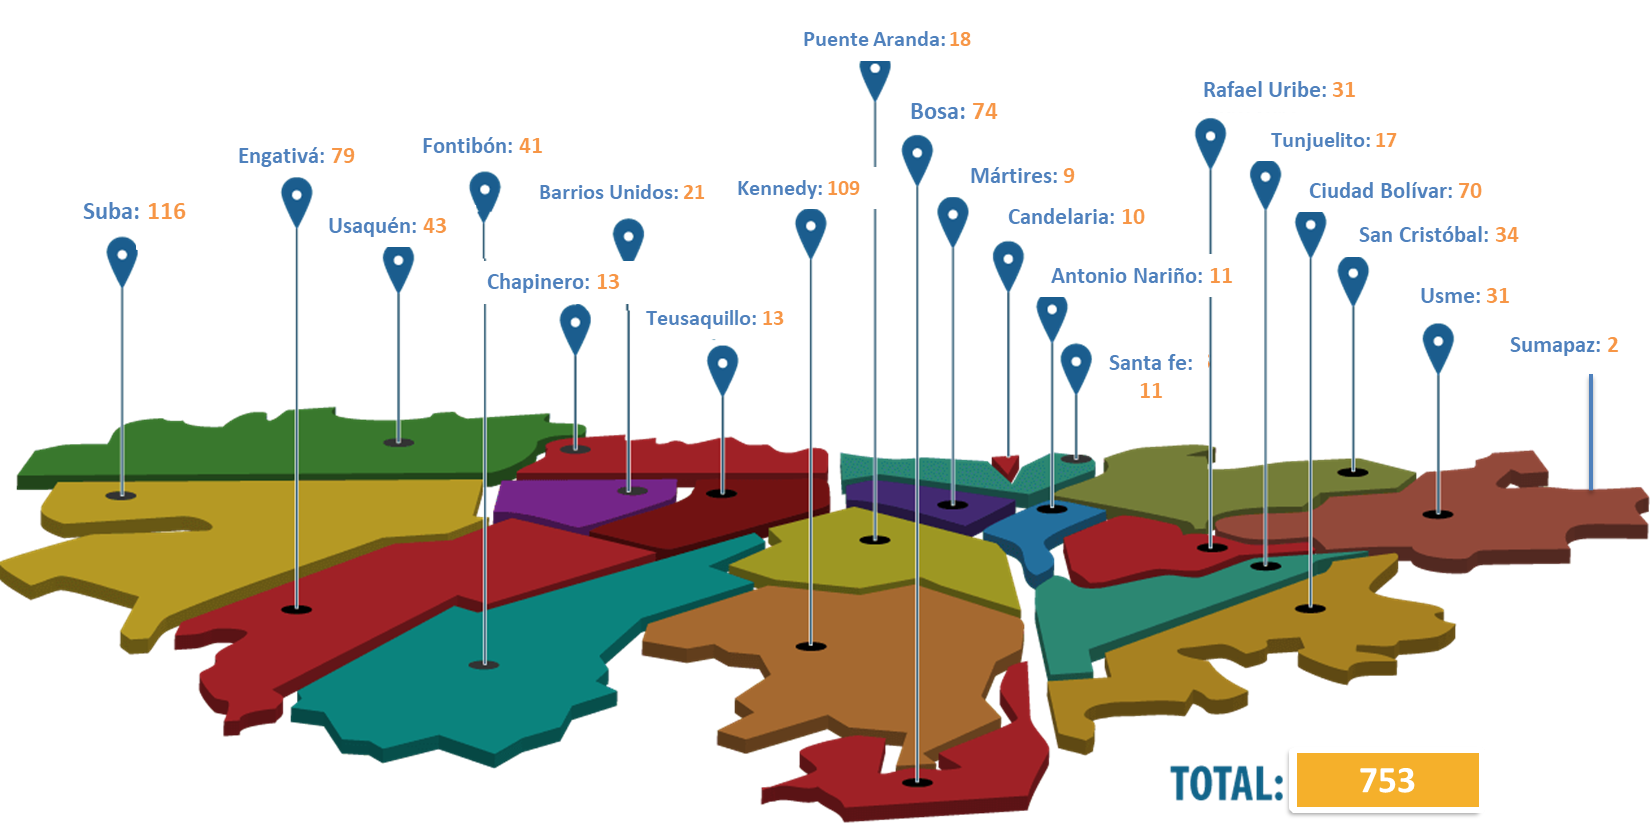 Puente Aranda: 18
Rafael Uribe: 31
Bosa: 74
Tunjuelito: 17
Fontibón: 41
Engativá: 79
Mártires: 9
Barrios Unidos: 21
Kennedy: 109
Ciudad Bolívar: 70
Suba: 116
Usaquén: 43
Candelaria: 10
San Cristóbal: 34
Chapinero: 13
Antonio Nariño: 11
Usme: 31
Teusaquillo: 13
Sumapaz: 2
Santa fe:
11
TOTAL: 753